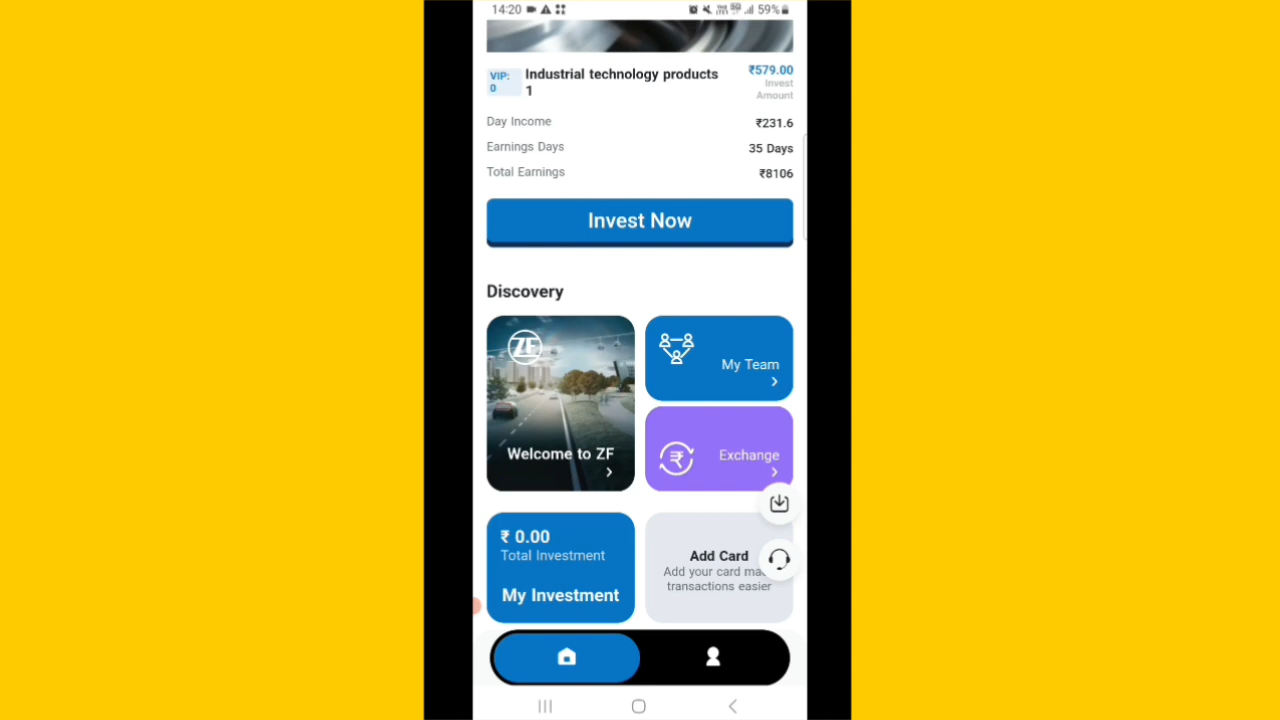 14:20 59%
VIP: 0
Industrial technology products 1
₹579.00
Invest Amount
Day Income ₹231.6
Earnings Days 35 Days
Total Earnings ₹8106
Invest Now
Discovery
ZF
Welcome to ZF
My Team
Exchange
₹ 0.00
Total Investment
My Investment
Add Card
Add your card
transactions easier